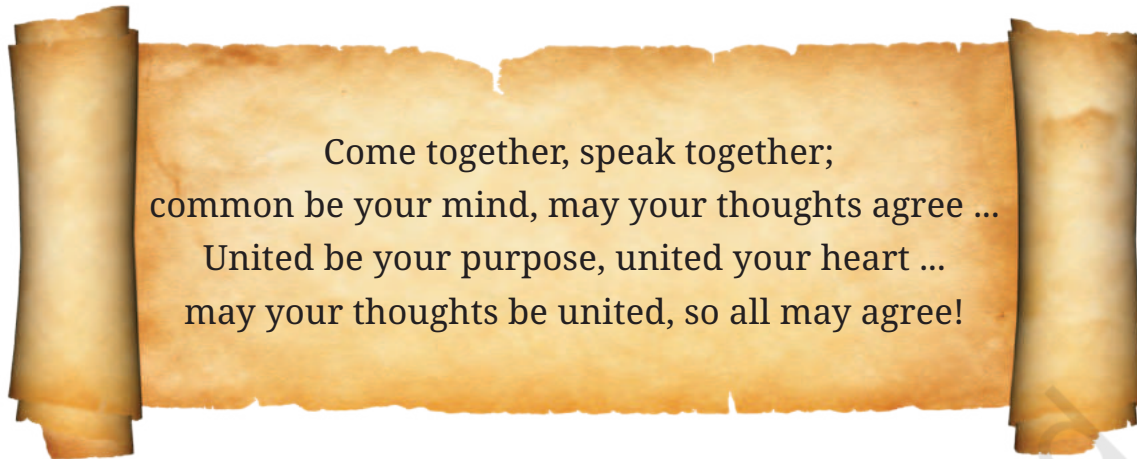 Come together, speak together;
common be your mind, may your thoughts agree ...
United be your purpose, united your heart ...
may your thoughts be united, so all may agree!